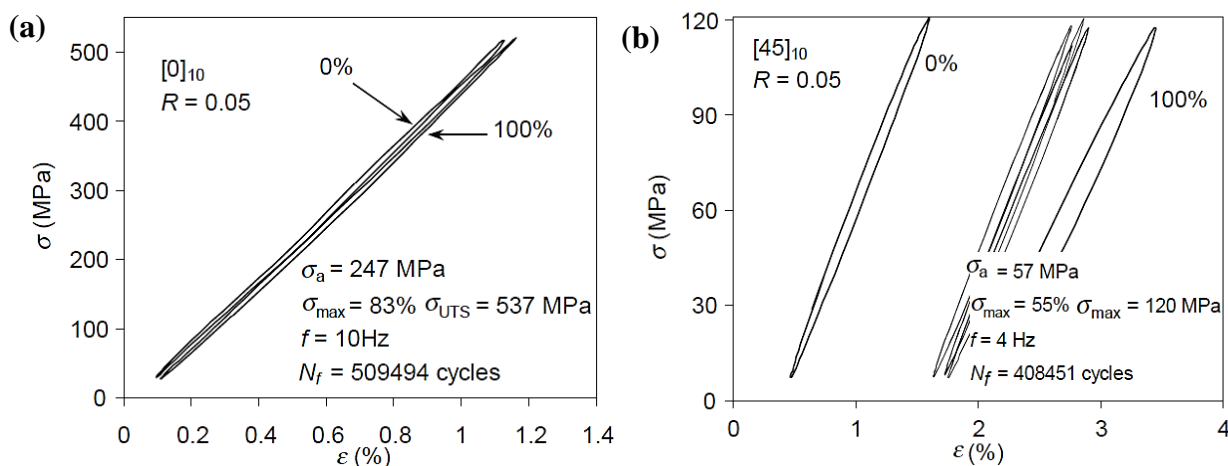 (a)
500
400
300
200
100
0
σ (MPa)
[0]10
R = 0.05
0%
100%
σa = 247 MPa
σmax = 83% σUTS = 537 MPa
f = 10Hz
Nf = 509494 cycles
0 0.2 0.4 0.6 0.8 1 1.2 1.4
ε (%)
(b)
120
90
60
30
0
σ (MPa)
[45]10
R = 0.05
0%
100%
σa = 57 MPa
σmax = 55% σmax = 120 MPa
f = 4 Hz
Nf = 408451 cycles
0 1 2 3 4
ε (%)